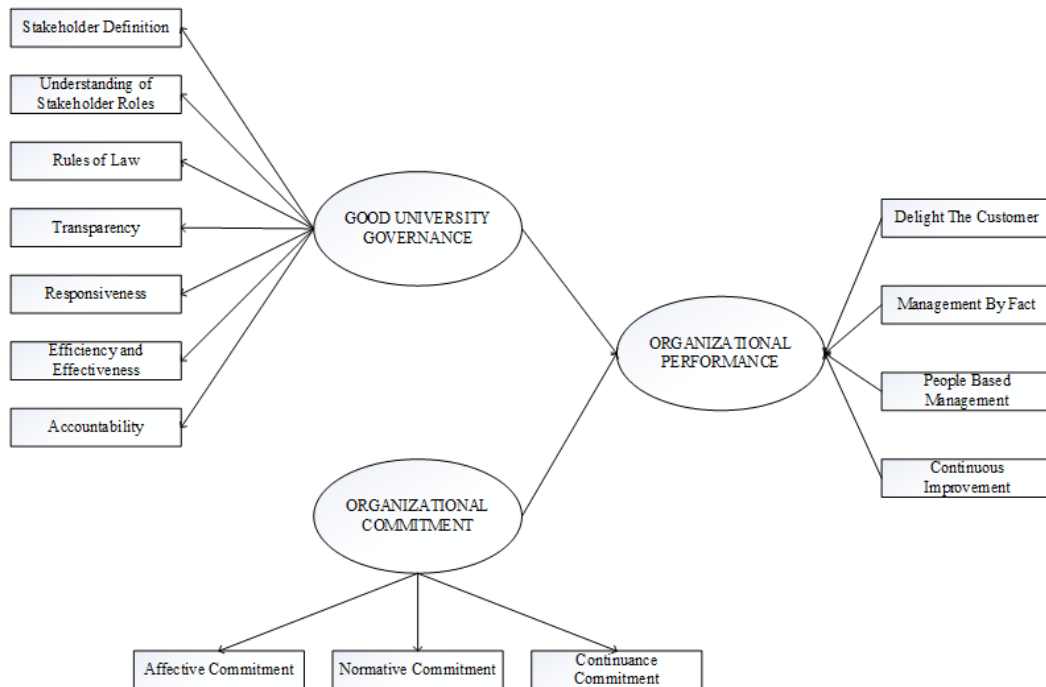 Stakeholder Definition
Understanding of
Stakeholder Roles
Rules of Law
Transparency
Responsiveness
Efficiency and
Effectiveness
Accountability
GOOD UNIVERSITY
GOVERNANCE
ORGANIZATIONAL
COMMITMENT
Affective Commitment
Normative Commitment
Continuance
Commitment
ORGANIZATIONAL
PERFORMANCE
Delight The Customer
Management By Fact
People Based
Management
Continuous
Improvement